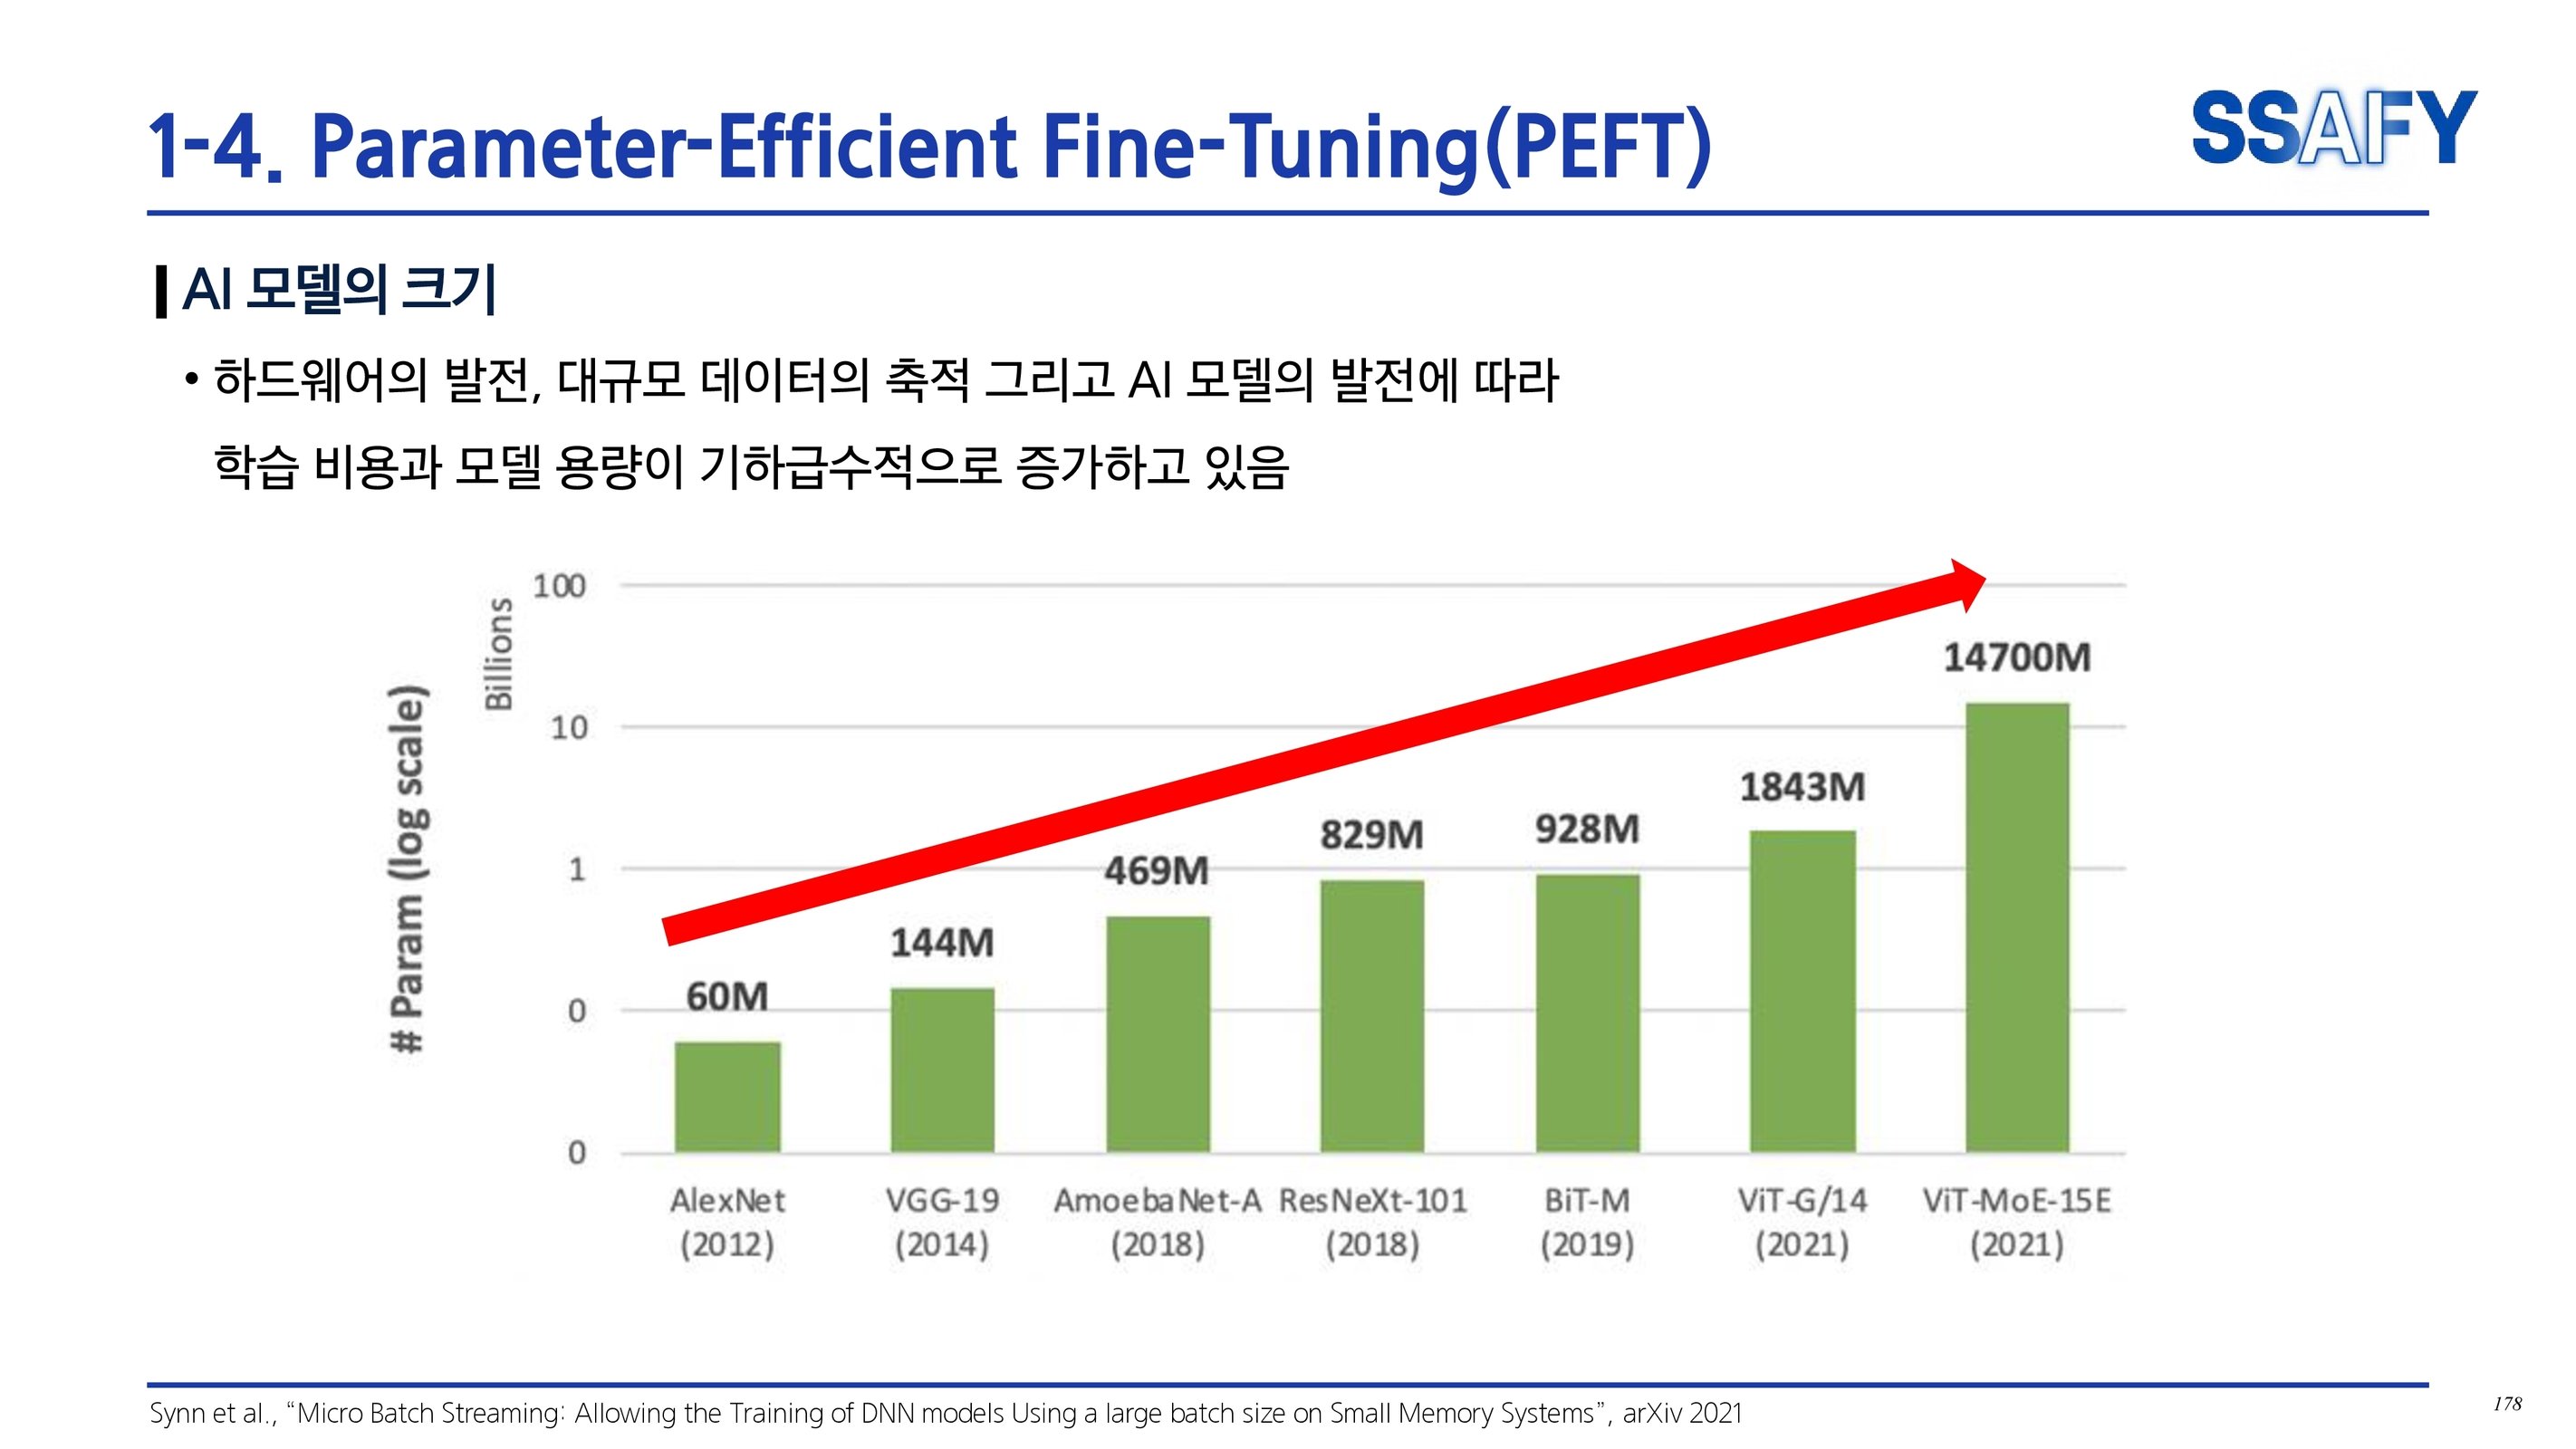 1-4. Parameter-Efficient Fine-Tuning(PEFT)
SSAFY
AI 모델의 크기
• 하드웨어의 발전, 대규모 데이터의 축적 그리고 AI 모델의 발전에 따라
학습 비용과 모델 용량이 기하급수적으로 증가하고 있음
# Param (log scale)
Billions
100
10
1
0
0
60M
144M
469M
829M
928M
1843M
14700M
AlexNet
(2012)
VGG-19
(2014)
AmoebaNet-A
(2018)
ResNeXt-101
(2018)
BiT-M
(2019)
ViT-G/14
(2021)
ViT-MoE-15E
(2021)
Synn et al., “Micro Batch Streaming: Allowing the Training of DNN models Using a large batch size on Small Memory Systems”, arXiv 2021
178